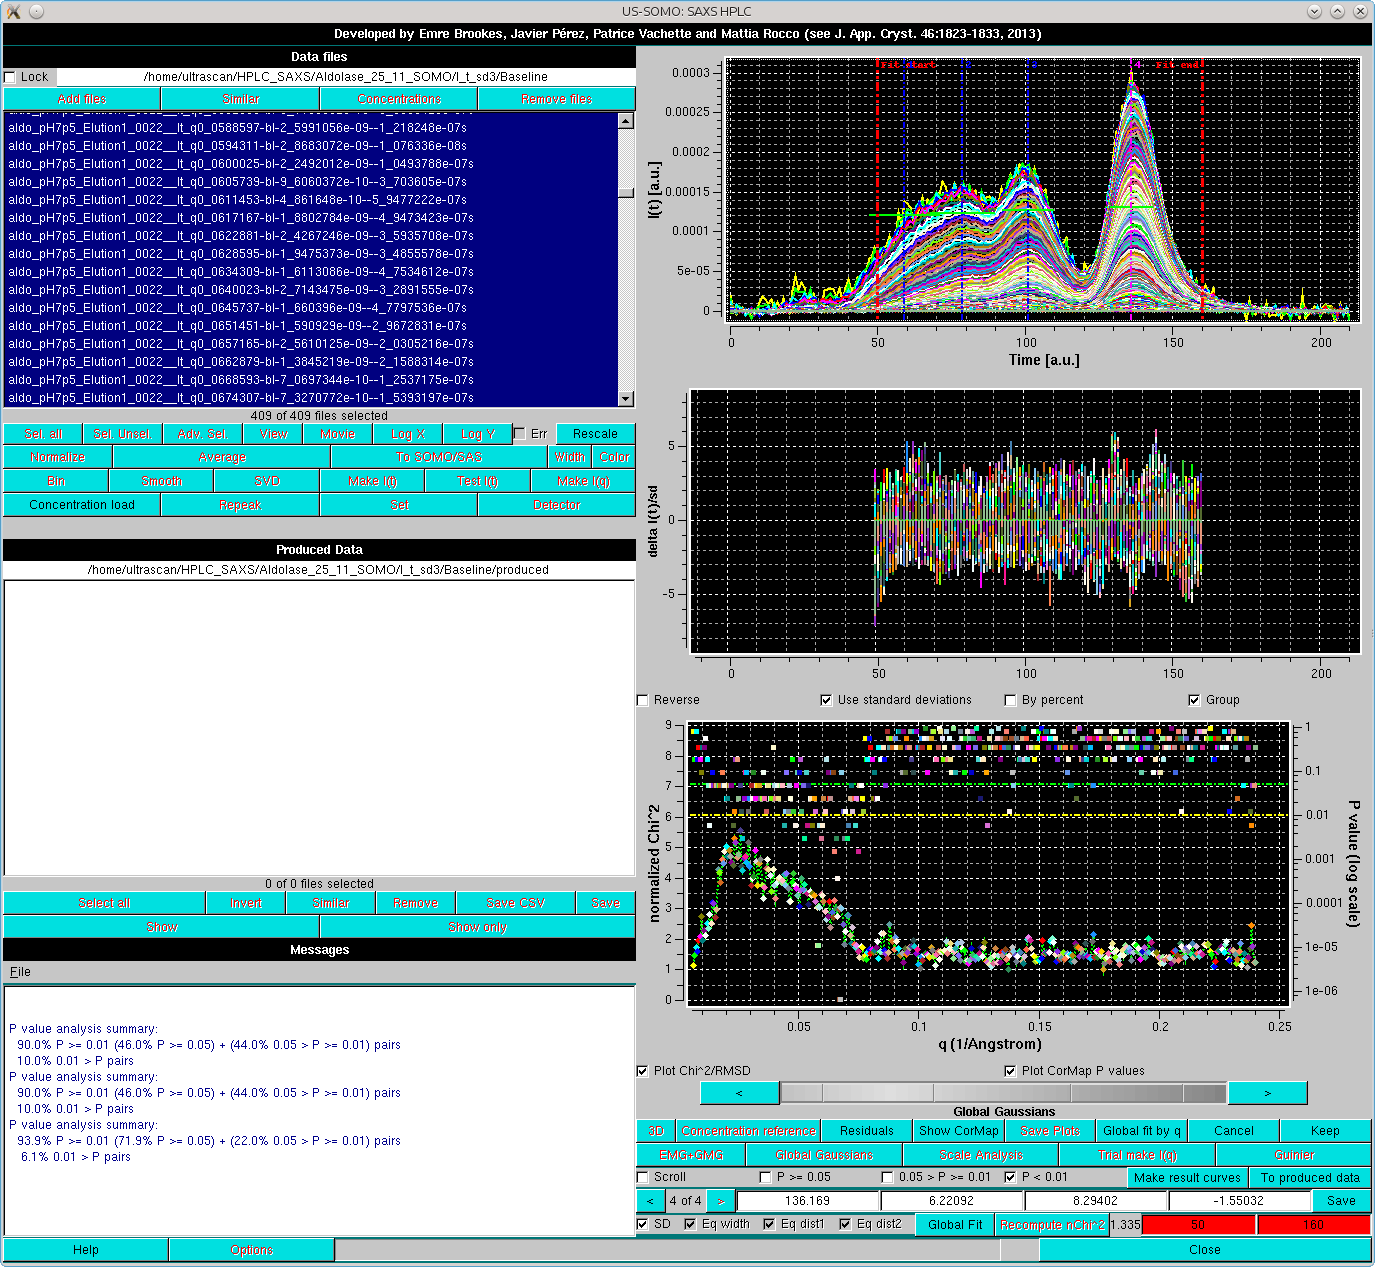 US-SOMO: SAXS HPLC
Developed by Emre Brookes, Javier Pérez, Patrice Vachette and Mattia Rocco (see J. App. Cryst. 46:1823-1833, 2013)
Data files
Lock /home/ultrascan/HPLC_SAXS/Aldolase_25_11_SOMO/I_t_sd3/Baseline
Add files Similar Concentrations Remove files
aldo_pH7p5_Elution1_0022__It_q0_0588597-bl-2_5991056e-09--1_218248e-07s
aldo_pH7p5_Elution1_0022__It_q0_0594311-bl-2_8683072e-09--1_076336e-08s
aldo_pH7p5_Elution1_0022__It_q0_0600025-bl-2_2492012e-09--1_0493788e-07s
aldo_pH7p5_Elution1_0022__It_q0_0605739-bl-9_6060372e-10--3_703605e-07s
aldo_pH7p5_Elution1_0022__It_q0_0611453-bl-4_861648e-10--5_9477222e-07s
aldo_pH7p5_Elution1_0022__It_q0_0617167-bl-1_8802784e-09--4_9473423e-07s
aldo_pH7p5_Elution1_0022__It_q0_0622881-bl-2_4267246e-09--3_5935708e-07s
aldo_pH7p5_Elution1_0022__It_q0_0628595-bl-1_9475373e-09--3_4855578e-07s
aldo_pH7p5_Elution1_0022__It_q0_0634309-bl-1_6113086e-09--4_7534612e-07s
aldo_pH7p5_Elution1_0022__It_q0_0640023-bl-2_7143475e-09--3_2891555e-07s
aldo_pH7p5_Elution1_0022__It_q0_0645737-bl-1_660396e-09--4_7797536e-07s
aldo_pH7p5_Elution1_0022__It_q0_0651451-bl-1_590929e-09--2_9672831e-07s
aldo_pH7p5_Elution1_0022__It_q0_0657165-bl-2_5610125e-09--2_0305216e-07s
aldo_pH7p5_Elution1_0022__It_q0_0662879-bl-1_3845219e-09--2_1588314e-07s
aldo_pH7p5_Elution1_0022__It_q0_0668593-bl-7_0697344e-10--1_2537175e-07s
aldo_pH7p5_Elution1_0022__It_q0_0674307-bl-7_3270772e-10--1_5393197e-07s
409 of 409 files selected
Sel. all Sel. Unsel. Adv. Sel. View Movie Log X Log Y Err Rescale
Normalize Average To SOMO/SAS Width Color
Bin Smooth SVD Make I(t) Test I(t) Make I(q)
Concentration load Repeak Set Detector
Produced Data
/home/ultrascan/HPLC_SAXS/Aldolase_25_11_SOMO/I_t_sd3/Baseline/produced
0 of 0 files selected
Select all Invert Similar Remove Save CSV Save
Show Show only
Messages
File
P value analysis summary:
90.0% P >= 0.01 (46.0% P >= 0.05) + (44.0% 0.05 > P >= 0.01) pairs
10.0% 0.01 > P pairs
P value analysis summary:
90.0% P >= 0.01 (46.0% P >= 0.05) + (44.0% 0.05 > P >= 0.01) pairs
10.0% 0.01 > P pairs
P value analysis summary:
93.9% P >= 0.01 (71.9% P >= 0.05) + (22.0% 0.05 > P >= 0.01) pairs
6.1% 0.01 > P pairs
Help Options
Fit start 4 Fit end
I(t) [a.u.]
0.0003
0.00025
0.0002
0.00015
0.0001
5e-05
0
0 50 100 150 200
Time [a.u.]
delta I(t)/sd
5
0
-5
0 50 100 150 200
Reverse Use standard deviations By percent Group
normalized Chi^2
9
8
7
6
5
4
3
2
1
0
1
0.1
0.01
0.001
0.0001
1e-05
1e-06
P value (log scale)
0.05 0.1 0.15 0.2 0.25
q (1/Angstrom)
Plot Chi^2/RMSD Plot CorMap P values
< >
Global Gaussians
3D Concentration reference Residuals Show CorMap Save Plots Global fit by q Cancel Keep
EMG+GMG Global Gaussians Scale Analysis Trial make I(q) Guinier
Scroll P >= 0.05 0.05 > P >= 0.01 P < 0.01 Make result curves To produced data
< 4 of 4 > 136.169 6.22092 8.29402 -1.55032 Save
SD Eq width Eq dist1 Eq dist2 Global Fit Recompute nChi^2 1.335 50 160
Close